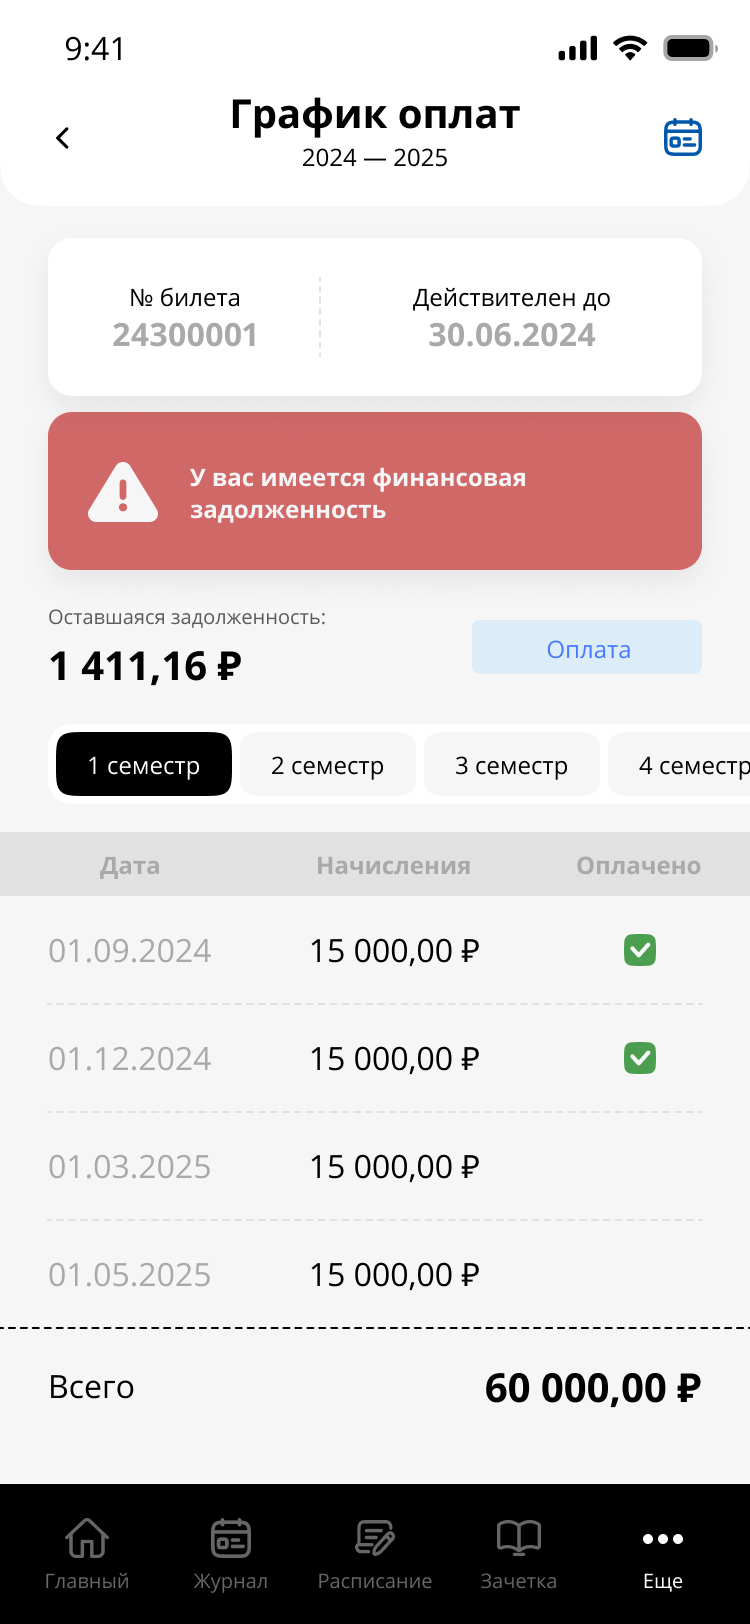 9:41
График оплат
2024 — 2025
№ билета
24300001
Действителен до
30.06.2024
У вас имеется финансовая
задолженность
Оставшаяся задолженность:
1 411,16 ₽
Оплата
1 семестр 2 семестр 3 семестр 4 семестр
Дата Начисления Оплачено
01.09.2024 15 000,00 ₽
01.12.2024 15 000,00 ₽
01.03.2025 15 000,00 ₽
01.05.2025 15 000,00 ₽
Всего 60 000,00 ₽
Главный Журнал Расписание Зачетка Еще